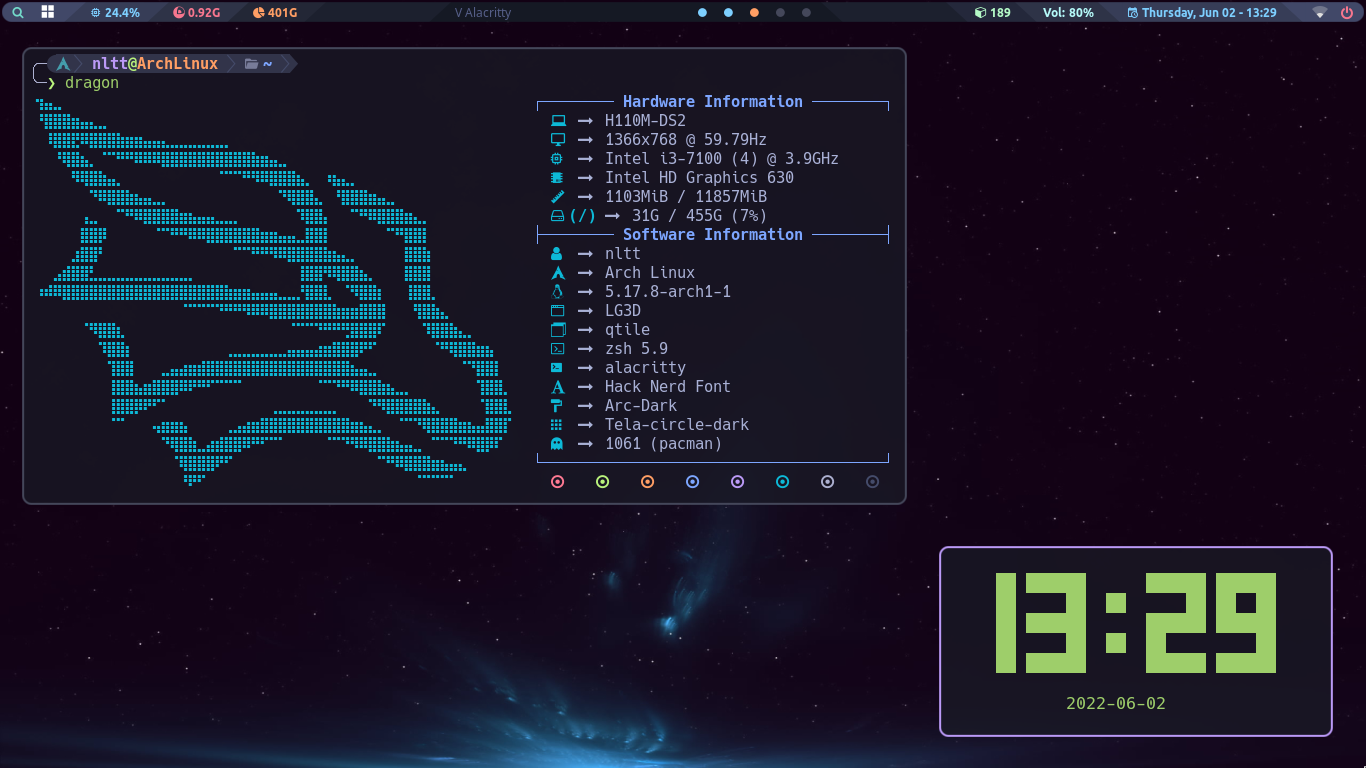 24.4% 0.92G 401G V Alacritty 189 Vol: 80% Thursday, Jun 02 - 13:29
nltt@ArchLinux ~
❯ dragon
Hardware Information
H110M-DS2
1366x768 @ 59.79Hz
Intel i3-7100 (4) @ 3.9GHz
Intel HD Graphics 630
1103MiB / 11857MiB
(/) 31G / 455G (7%)
Software Information
nltt
Arch Linux
5.17.8-arch1-1
LG3D
qtile
zsh 5.9
alacritty
Hack Nerd Font
Arc-Dark
Tela-circle-dark
1061 (pacman)
13:29
2022-06-02